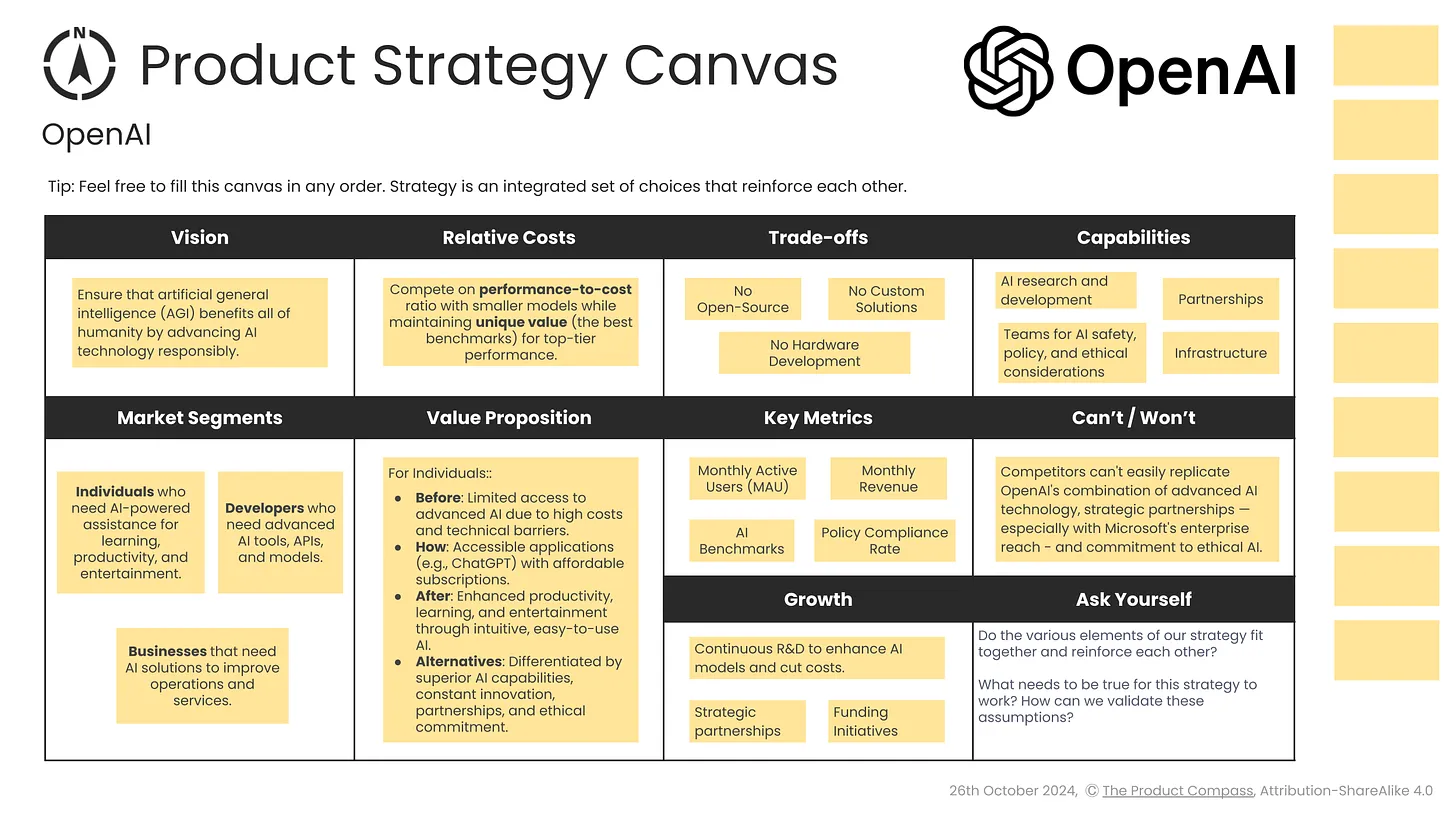 N
Product Strategy Canvas
OpenAI
OpenAI
Tip: Feel free to fill this canvas in any order. Strategy is an integrated set of choices that reinforce each other.
Vision
Ensure that artificial general
intelligence (AGI) benefits all of
humanity by advancing AI
technology responsibly.
Relative Costs
Compete on performance-to-cost
ratio with smaller models while
maintaining unique value (the best
benchmarks) for top-tier
performance.
Trade-offs
No
Open-Source
No Custom
Solutions
No Hardware
Development
Capabilities
AI research and
development
Partnerships
Teams for AI safety,
policy, and ethical
considerations
Infrastructure
Market Segments
Individuals who
need AI-powered
assistance for
learning,
productivity, and
entertainment.
Developers who
need advanced
AI tools, APIs,
and models.
Businesses that need
AI solutions to improve
operations and
services.
Value Proposition
For Individuals::
● Before: Limited access to
advanced AI due to high costs
and technical barriers.
● How: Accessible applications
(e.g., ChatGPT) with affordable
subscriptions.
● After: Enhanced productivity,
learning, and entertainment
through intuitive, easy-to-use
AI.
● Alternatives: Differentiated by
superior AI capabilities,
constant innovation,
partnerships, and ethical
commitment.
Key Metrics
Monthly Active
Users (MAU)
Monthly
Revenue
AI
Benchmarks
Policy Compliance
Rate
Can’t / Won’t
Competitors can't easily replicate
OpenAI's combination of advanced AI
technology, strategic partnerships —
especially with Microsoft's enterprise
reach - and commitment to ethical AI.
Growth
Continuous R&D to enhance AI
models and cut costs.
Strategic
partnerships
Funding
Initiatives
Ask Yourself
Do the various elements of our strategy fit
together and reinforce each other?
What needs to be true for this strategy to
work? How can we validate these
assumptions?
26th October 2024, Ⓒ The Product Compass, Attribution-ShareAlike 4.0